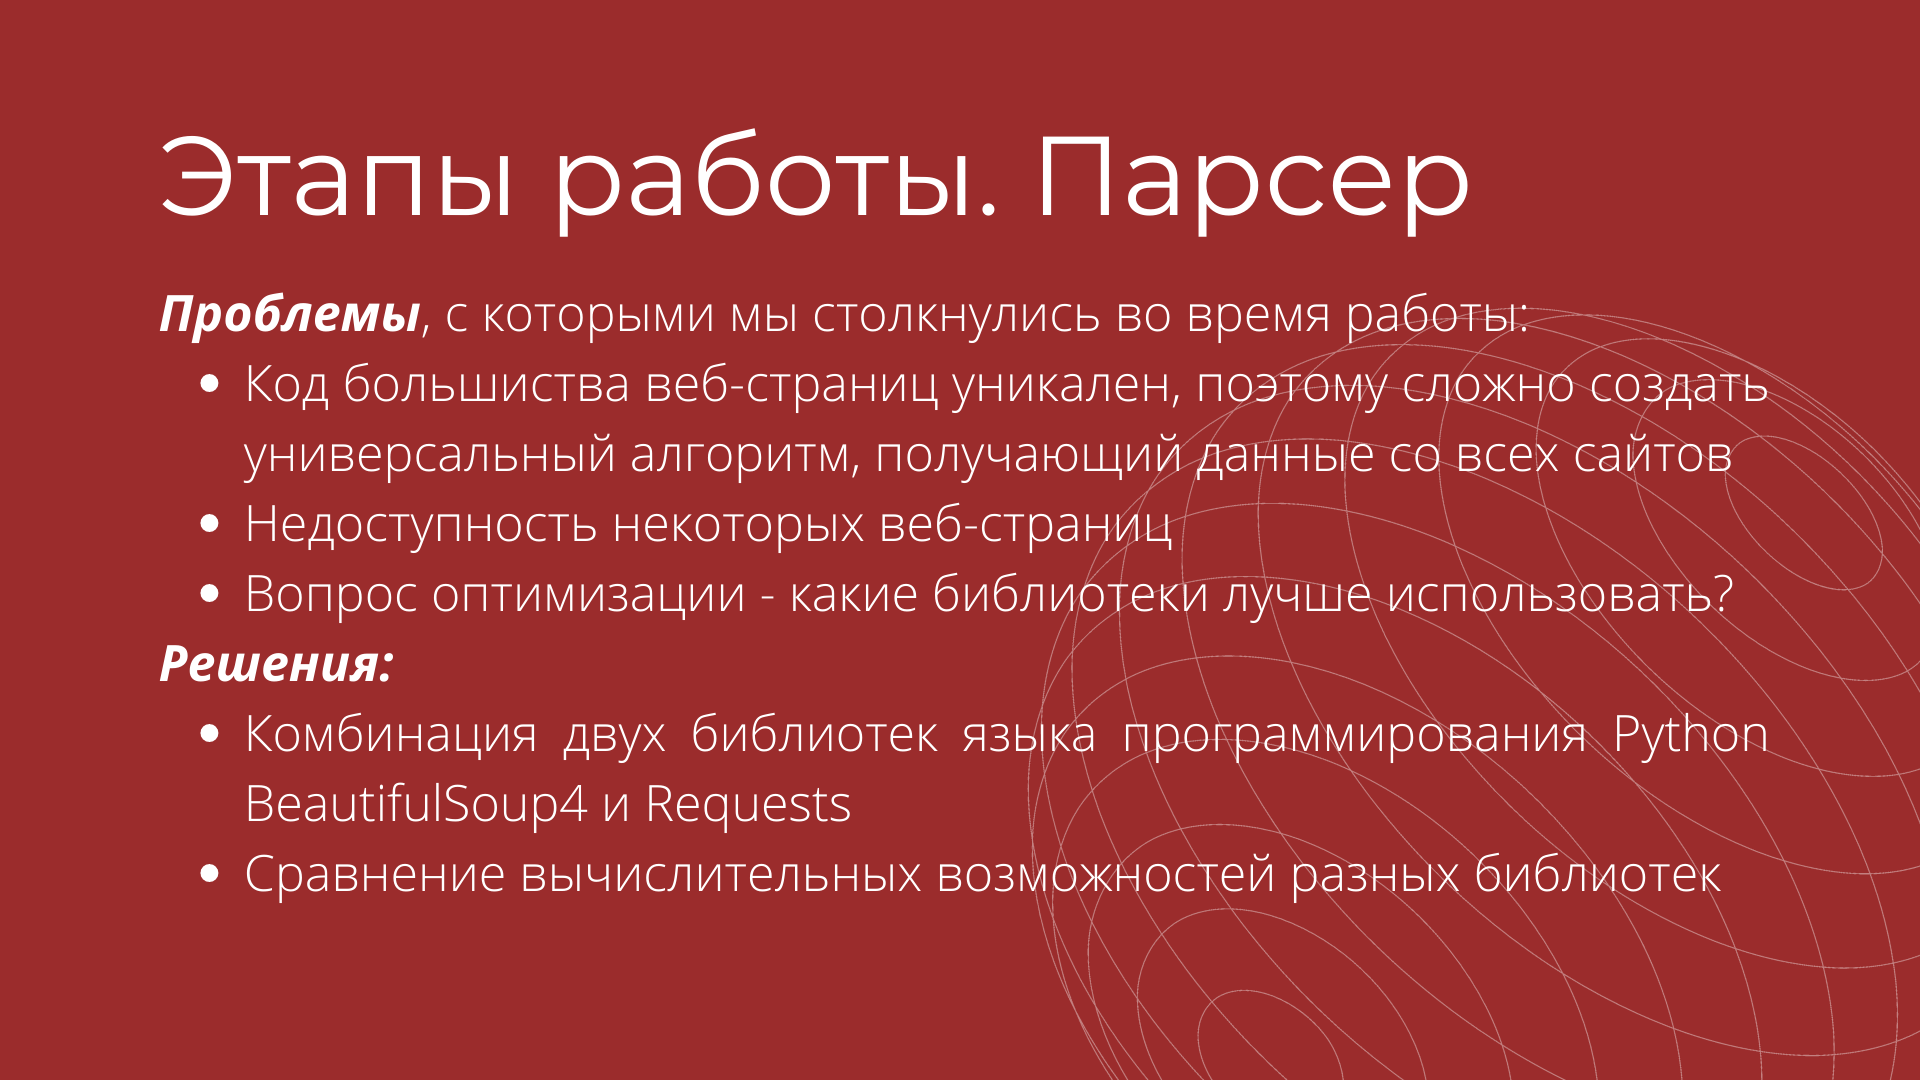 Этапы работы. Парсер
Проблемы, с которыми мы столкнулись во время работы:
• Код большиства веб-страниц уникален, поэтому сложно создать
универсальный алгоритм, получающий данные со всех сайтов
• Недоступность некоторых веб-страниц
• Вопрос оптимизации - какие библиотеки лучше использовать?
Решения:
• Комбинация двух библиотек языка программирования Python
BeautifulSoup4 и Requests
• Сравнение вычислительных возможностей разных библиотек